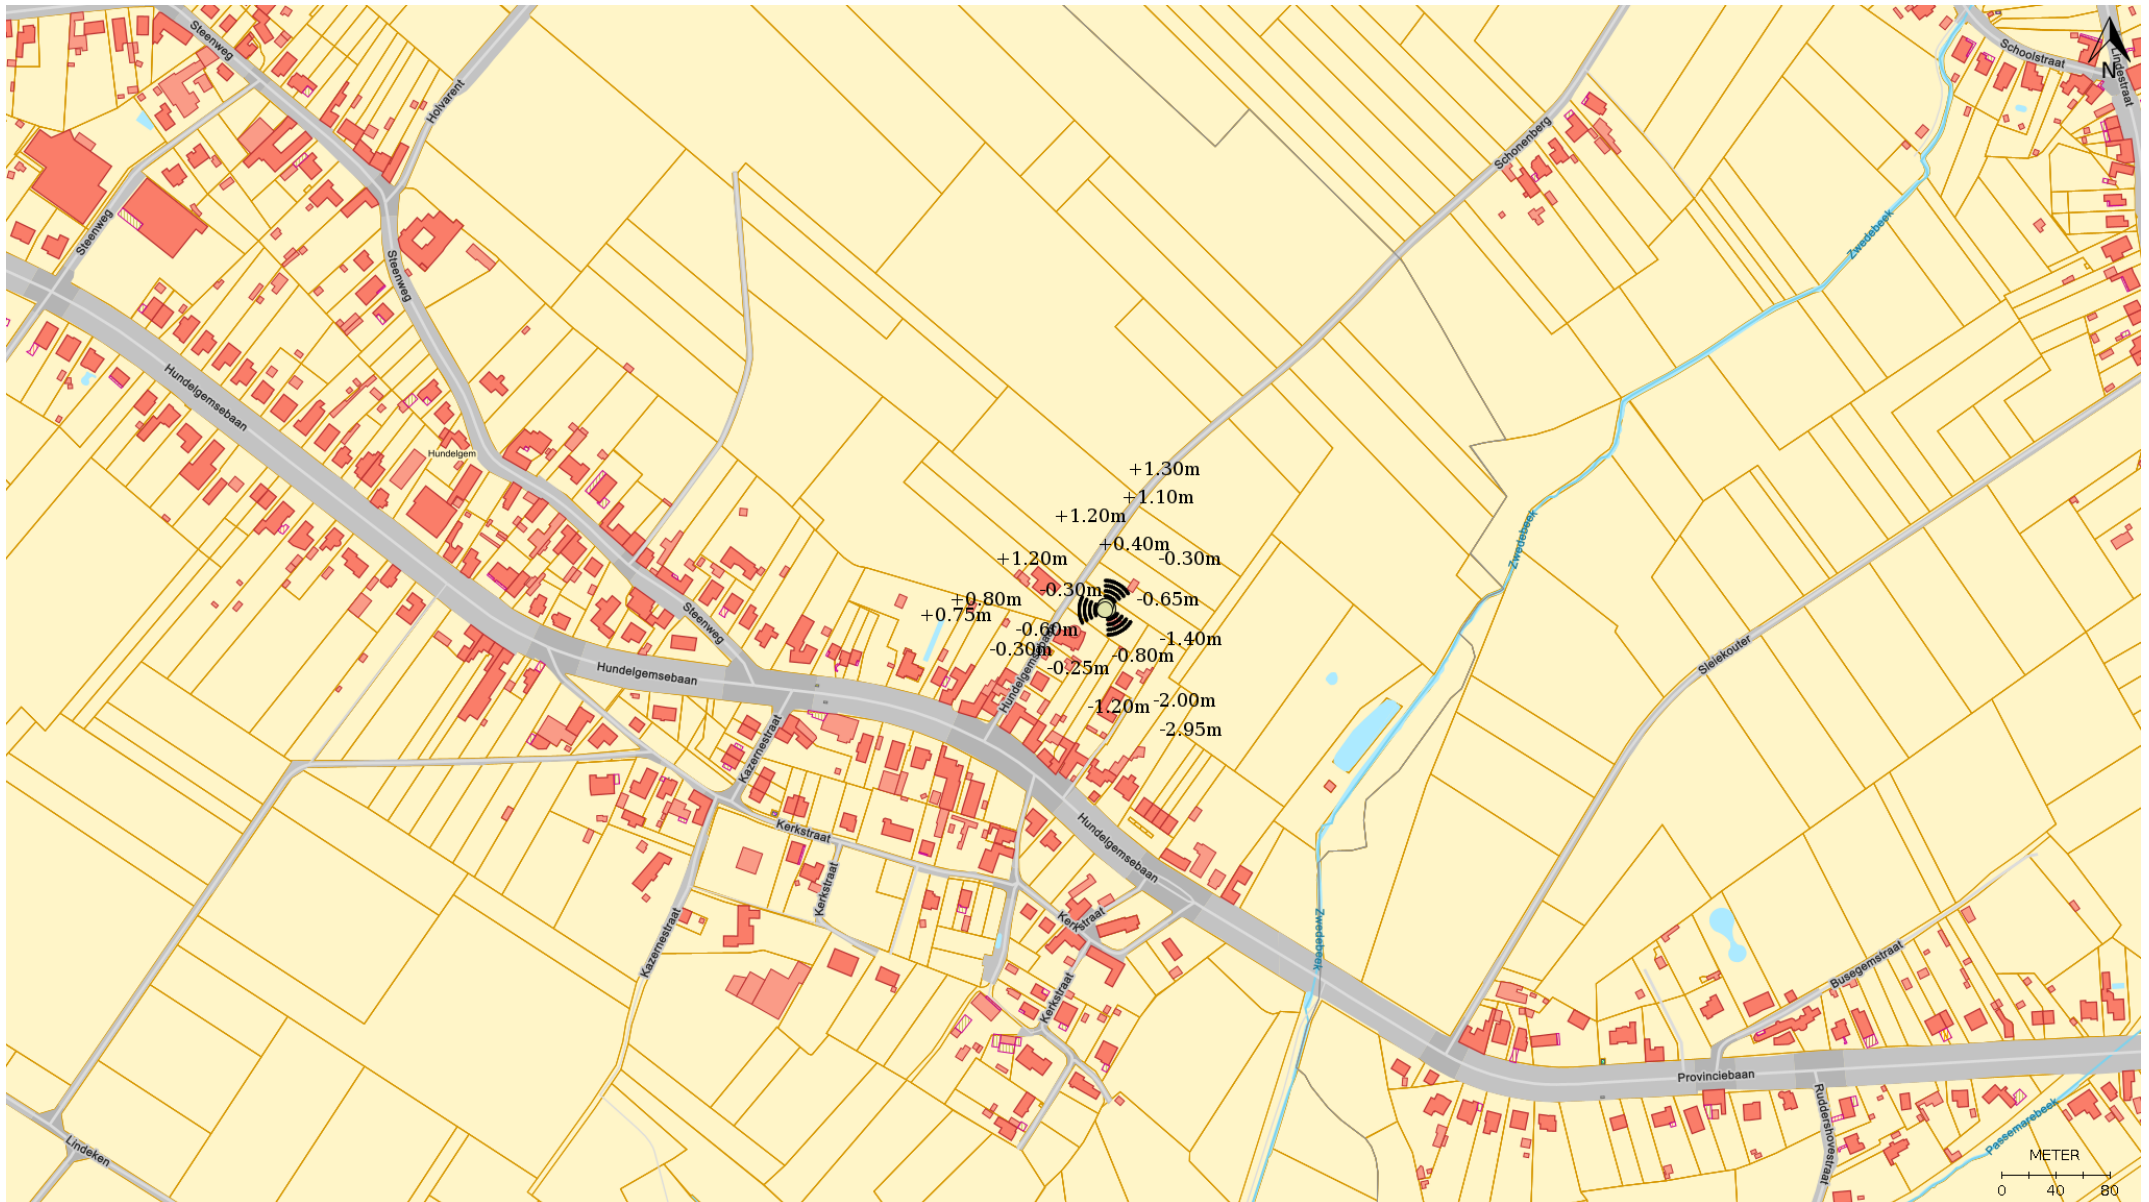 Steenweg
Holvarent
Schoolstraat
Lindestraat
N
Schonenberg
Steenweg
Zwedebeek
Steenweg
Hundelgemsebaan
Hundelgem
+1.30m
+1.10m
+1.20m
+0.40m
+1.20m
-0.30m
Zwedebeek
-0.30m
+0.80m
-0.65m
+0.75m
Steenweg
-0.60m
-1.40m
-0.30m
-0.80m
-0.25m
Sleiekouter
Hundelgemsebaan
Hundelgemsebaan
-2.00m
-1.20m
-2.95m
Kazernestraat
Kerkstraat
Hundelgemsebaan
Kerkstraat
Kerkstraat
Kazernestraat
Zwedebeek
Busegemstraat
Kerkstraat
Provinciebaan
Ruddershovestraat
Passemarebeek
Lindeken
METER
0 40 80